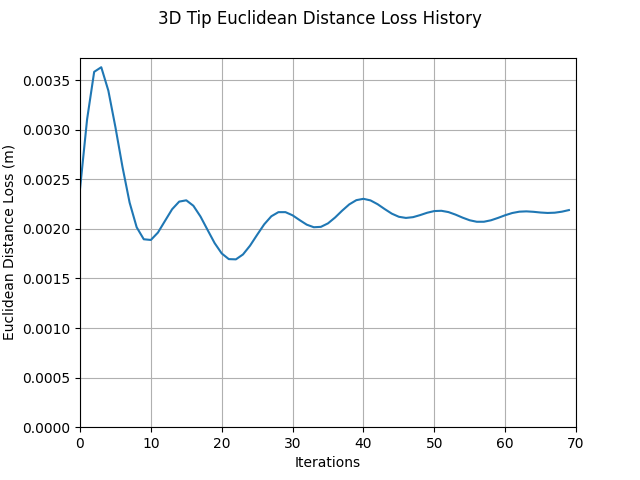 3D Tip Euclidean Distance Loss History
Euclidean Distance Loss (m)
0.0035
0.0030
0.0025
0.0020
0.0015
0.0010
0.0005
0.0000
0 10 20 30 40 50 60 70
Iterations